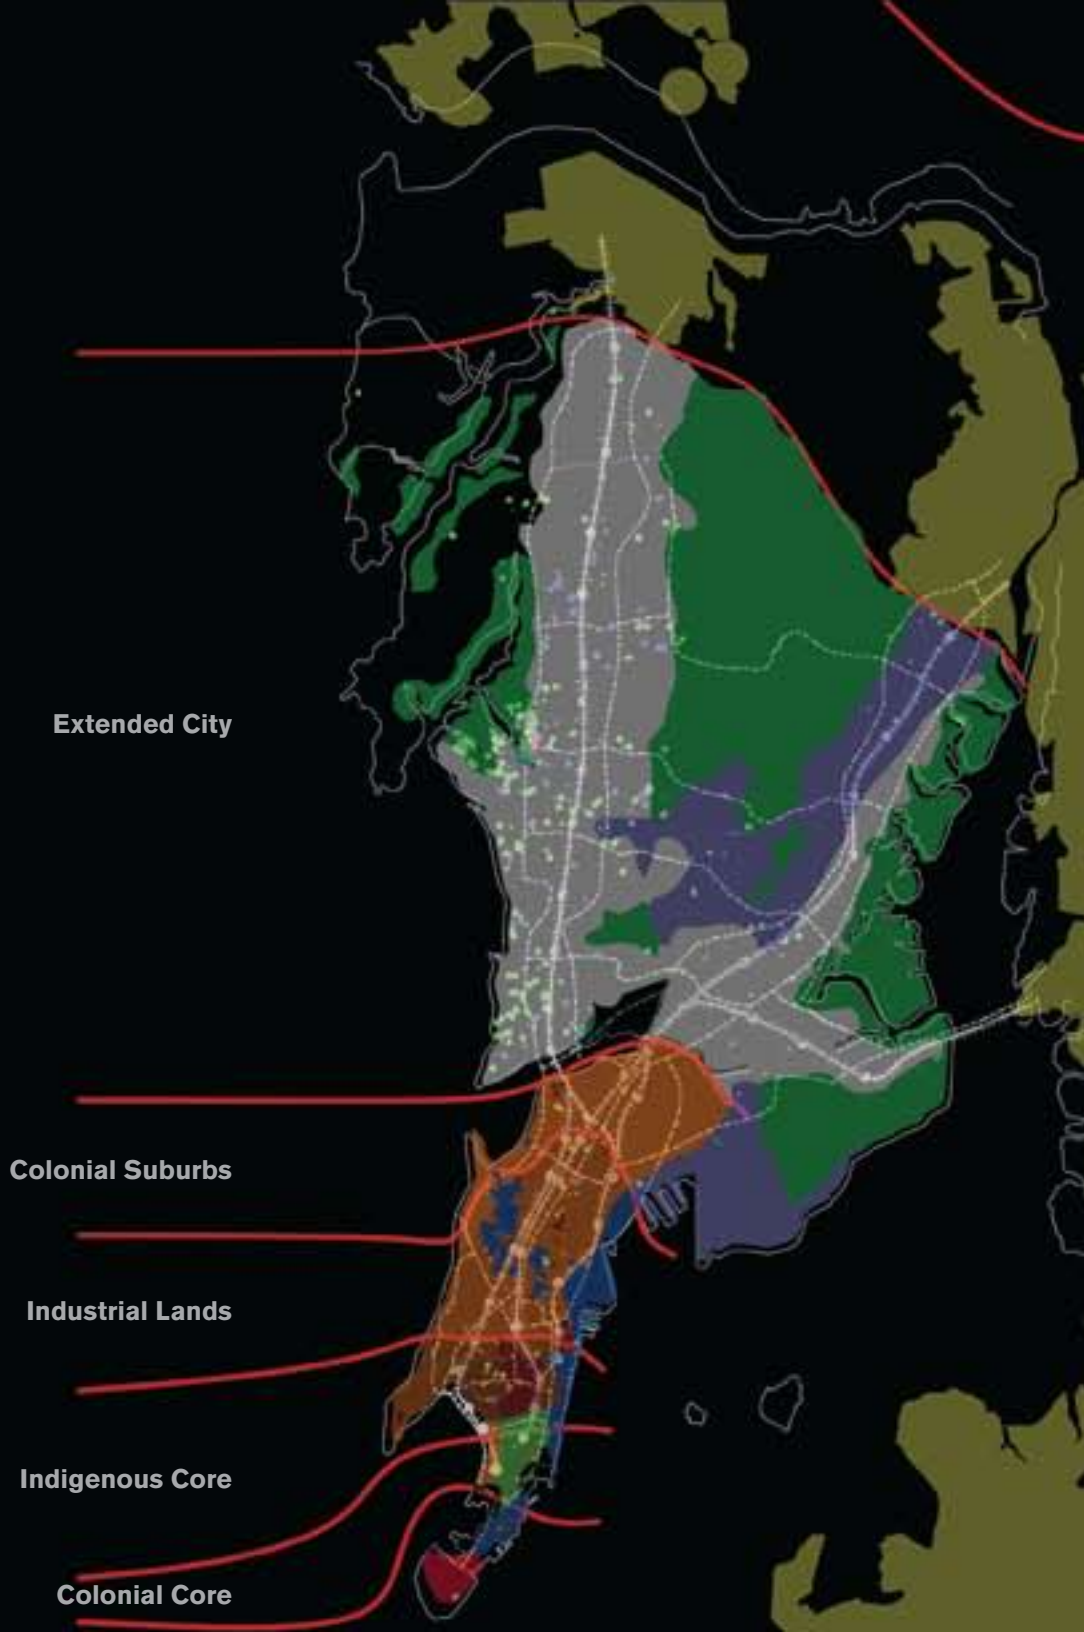 Extended City
Colonial Suburbs
Industrial Lands
Indigenous Core
Colonial Core